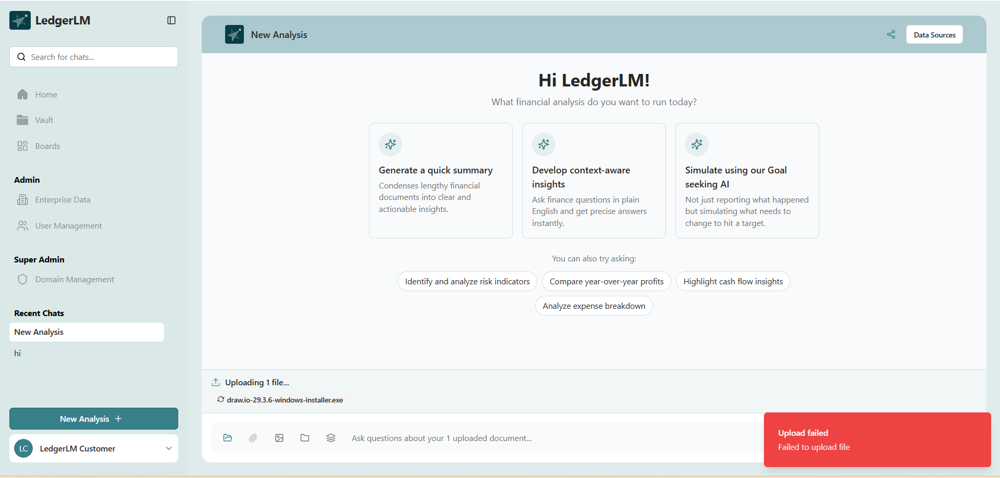 LedgerLM
Search for chats...
Home
Vault
Boards
Admin
Enterprise Data
User Management
Super Admin
Domain Management
Recent Chats
New Analysis
hi
New Analysis +
LC
LedgerLM Customer
New Analysis
Data Sources
Hi LedgerLM!
What financial analysis do you want to run today?
Generate a quick summary
Condenses lengthy financial
documents into clear and
actionable insights.
Develop context-aware
insights
Ask finance questions in plain
English and get precise answers
instantly.
Simulate using our Goal
seeking AI
Not just reporting what happened
but simulating what needs to
change to hit a target.
You can also try asking:
Identify and analyze risk indicators
Compare year-over-year profits
Highlight cash flow insights
Analyze expense breakdown
Uploading 1 file...
draw.io-29.3.6-windows-installer.exe
Ask questions about your 1 uploaded document...
Upload failed
Failed to upload file